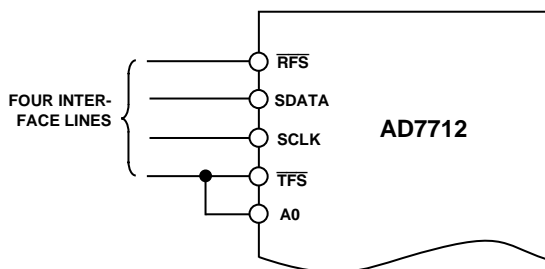 RFS
FOUR INTER-
FACE LINES
SDATA
SCLK
AD7712
TFS
A0